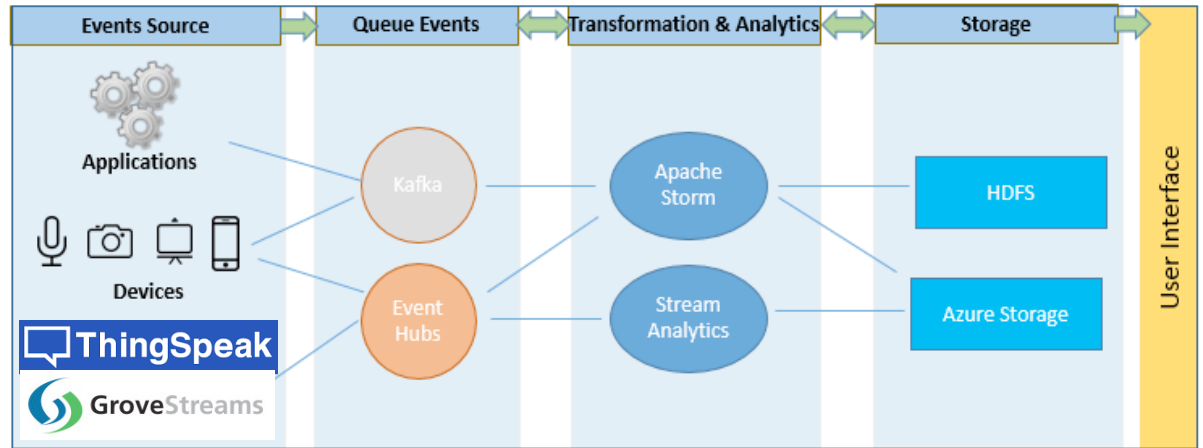 Events Source
Queue Events
Transformation & Analytics
Storage
Applications
Kafka
Apache
Storm
HDFS
Devices
Event
Hubs
Stream
Analytics
Azure Storage
ThingSpeak
GroveStreams
User Interface